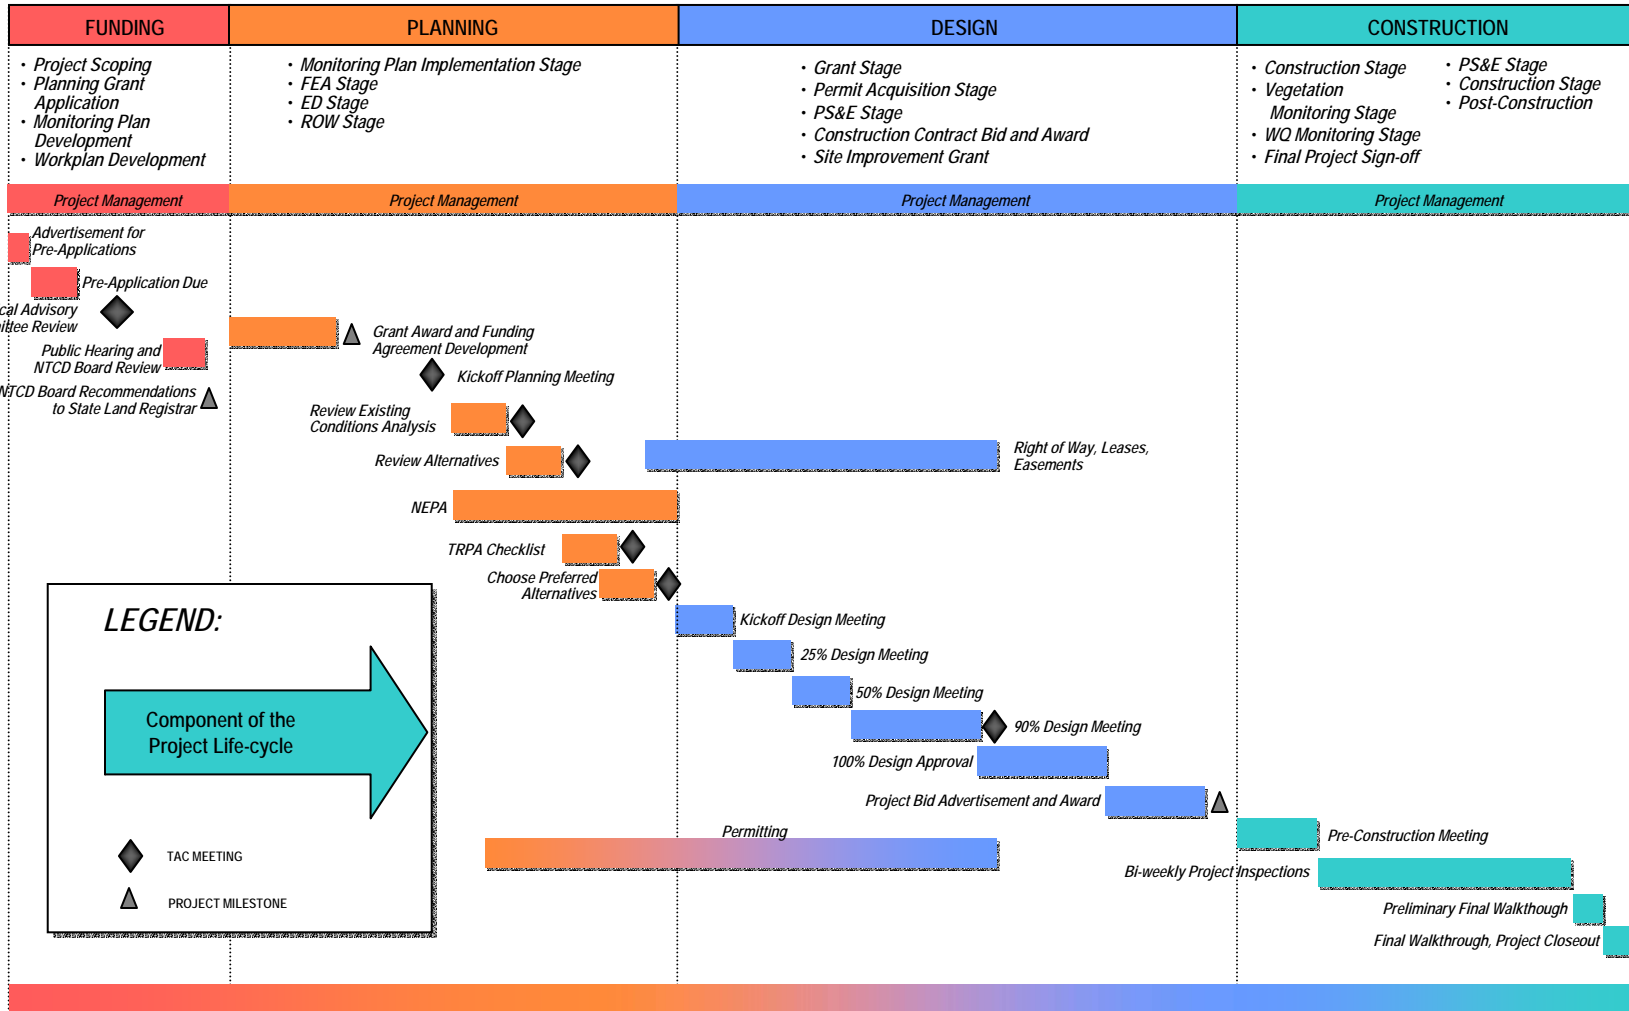 FUNDING
PLANNING
DESIGN
CONSTRUCTION
• Project Scoping
• Planning Grant
Application
• Monitoring Plan
Development
• Workplan Development
• Monitoring Plan Implementation Stage
• FEA Stage
• ED Stage
• ROW Stage
• Grant Stage
• Permit Acquisition Stage
• PS&E Stage
• Construction Contract Bid and Award
• Site Improvement Grant
• Construction Stage
• Vegetation
Monitoring Stage
• WQ Monitoring Stage
• Final Project Sign-off
• PS&E Stage
• Construction Stage
• Post-Construction
Project Management
Project Management
Project Management
Project Management
Advertisement for
Pre-Applications
Pre-Application Due
Advisory
Review
Public Hearing and
NTCD Board Review
NTCD Board Recommendations
to State Land Registrar
Grant Award and Funding
Agreement Development
Kickoff Planning Meeting
Review Existing
Conditions Analysis
Review Alternatives
Right of Way, Leases,
Easements
NEPA
TRPA Checklist
Choose Preferred
Alternatives
Kickoff Design Meeting
25% Design Meeting
50% Design Meeting
90% Design Meeting
100% Design Approval
Project Bid Advertisement and Award
Permitting
Pre-Construction Meeting
Bi-weekly Project Inspections
Preliminary Final Walkthough
Final Walkthrough, Project Closeout
LEGEND:
Component of the
Project Life-cycle
TAC MEETING
PROJECT MILESTONE